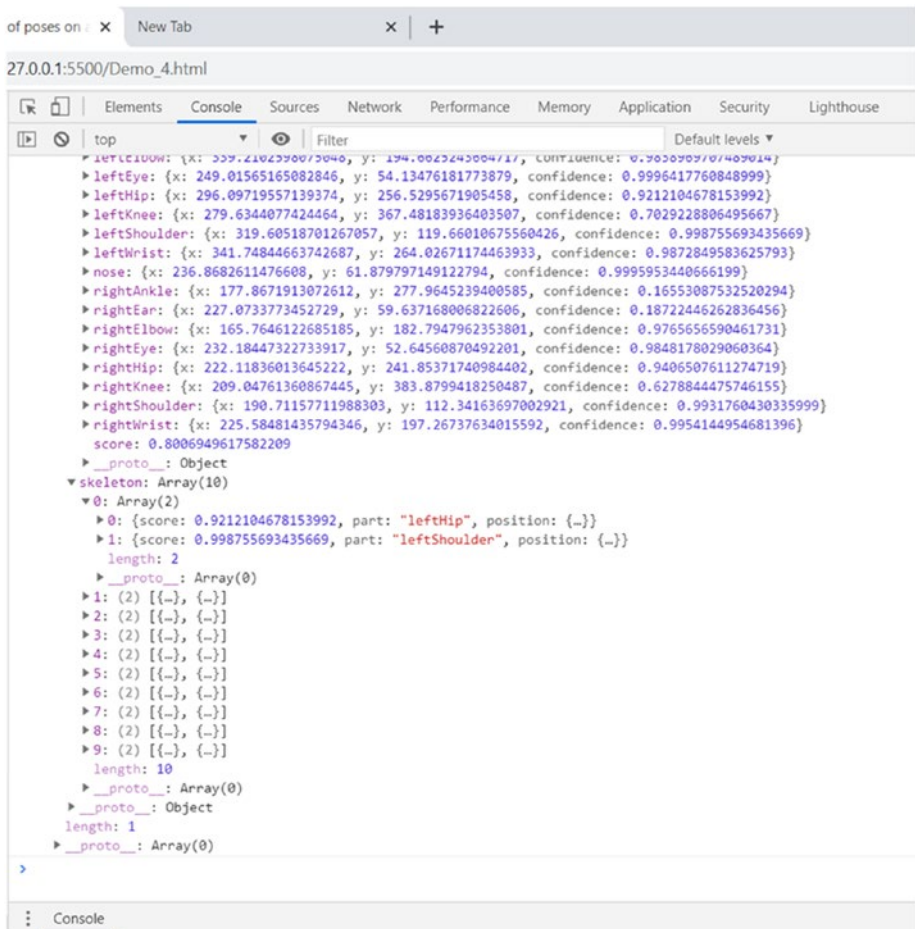 of poses on a × New Tab × +
27.0.0.1:5500/Demo_4.html
Elements Console Sources Network Performance Memory Application Security Lighthouse
top Filter Default levels ▼
▶leftElbow: {x: 339.2102598075048, y: 194.6625243664717, confidence: 0.9838969707489014}
▶leftEye: {x: 249.01565165082846, y: 54.13476181773879, confidence: 0.9996417760848999}
▶leftHip: {x: 296.09719557139374, y: 256.5295671905458, confidence: 0.9212104678153992}
▶leftKnee: {x: 279.6344077424464, y: 367.48183936403507, confidence: 0.7029228806495667}
▶leftShoulder: {x: 319.60518701267057, y: 119.66010675560426, confidence: 0.998755693435669}
▶leftWrist: {x: 341.74844663742687, y: 264.02671174463933, confidence: 0.9872849583625793}
▶nose: {x: 236.8682611476608, y: 61.879797149122794, confidence: 0.9995953440666199}
▶rightAnkle: {x: 177.8671913072612, y: 277.9645239400585, confidence: 0.16553087532520294}
▶rightEar: {x: 227.0733773452729, y: 59.637168006822606, confidence: 0.18722446262836456}
▶rightElbow: {x: 165.7646122685185, y: 182.7947962353801, confidence: 0.9765656590461731}
▶rightEye: {x: 232.18447322733917, y: 52.64560870492201, confidence: 0.9848178029060364}
▶rightHip: {x: 222.11836013645222, y: 241.85371740984402, confidence: 0.9406507611274719}
▶rightKnee: {x: 209.04761360867445, y: 383.8799418250487, confidence: 0.6278844475746155}
▶rightShoulder: {x: 190.71157711988303, y: 112.34163697002921, confidence: 0.9931760430335999}
▶rightWrist: {x: 225.58481435794346, y: 197.26737634015592, confidence: 0.9954144954681396}
score: 0.8006949617582209
▶__proto__: Object
▼skeleton: Array(10)
▼0: Array(2)
▶0: {score: 0.9212104678153992, part: "leftHip", position: {…}}
▶1: {score: 0.998755693435669, part: "leftShoulder", position: {…}}
length: 2
▶__proto__: Array(0)
▶1: (2) [{…}, {…}]
▶2: (2) [{…}, {…}]
▶3: (2) [{…}, {…}]
▶4: (2) [{…}, {…}]
▶5: (2) [{…}, {…}]
▶6: (2) [{…}, {…}]
▶7: (2) [{…}, {…}]
▶8: (2) [{…}, {…}]
▶9: (2) [{…}, {…}]
length: 10
▶__proto__: Array(0)
▶__proto__: Object
length: 1
▶__proto__: Array(0)
>
Console